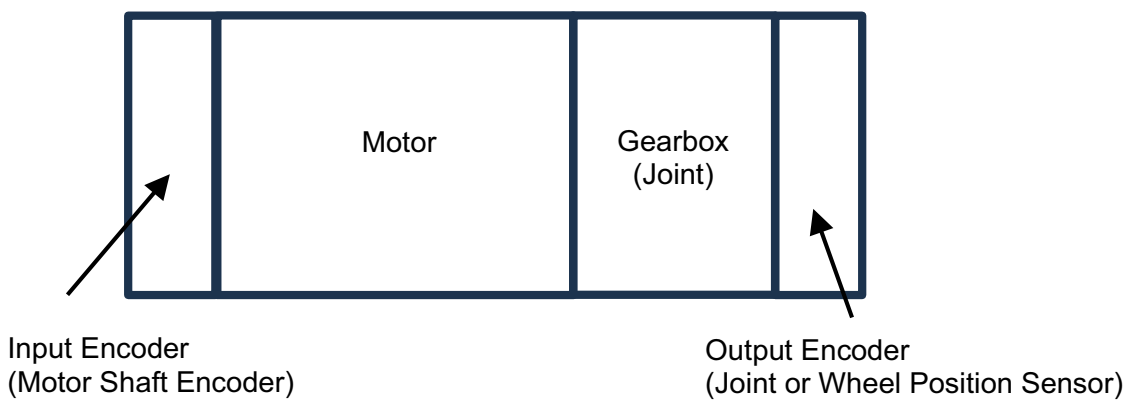 Motor
Gearbox
(Joint)
Input Encoder
(Motor Shaft Encoder)
Output Encoder
(Joint or Wheel Position Sensor)